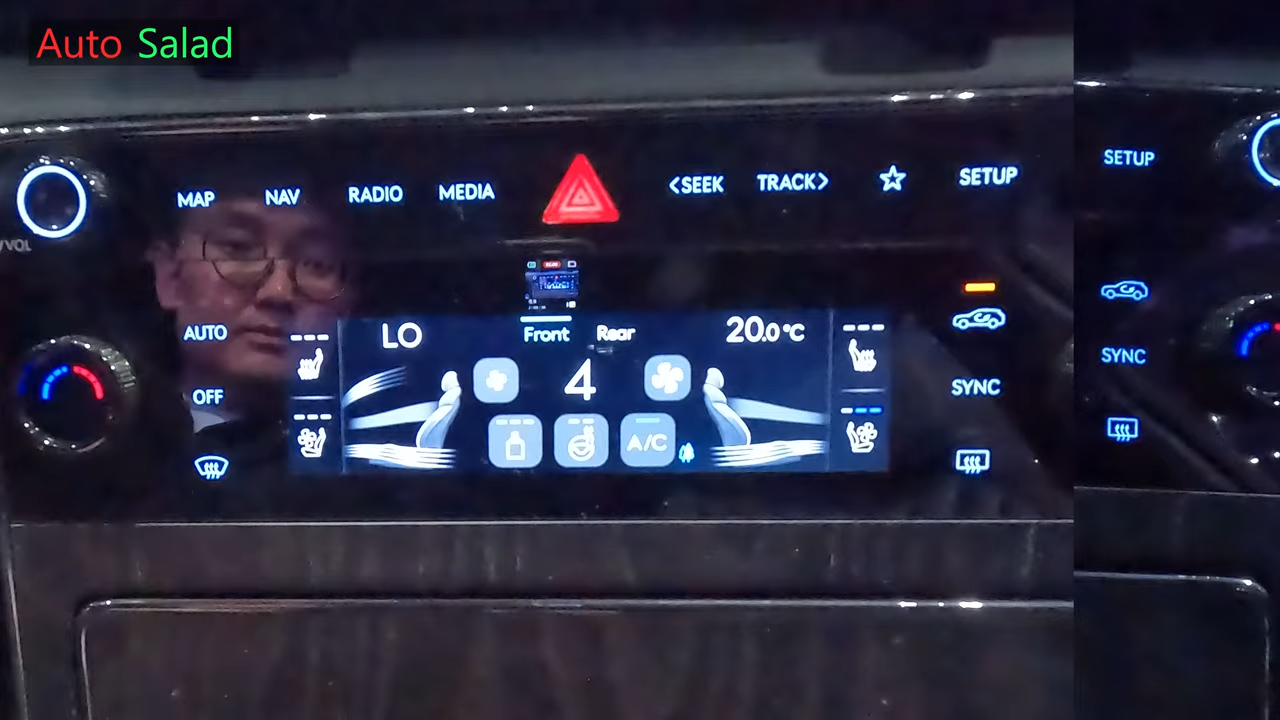 Auto Salad
MAP NAV RADIO MEDIA <SEEK TRACK> SETUP
VOL
AUTO
OFF
LO Front Rear 20.0°C
4
A/C
SYNC
SETUP
SYNC